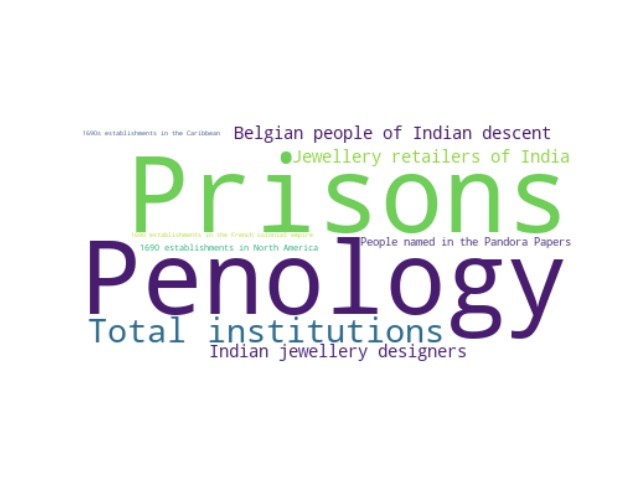 1690s establishments in the Caribbean
Belgian people of Indian descent
Jewellery retailers of India
Prisons
1690 establishments in the French colonial empire
1690 establishments in North America
People named in the Pandora Papers
Penology
Total institutions
Indian jewellery designers